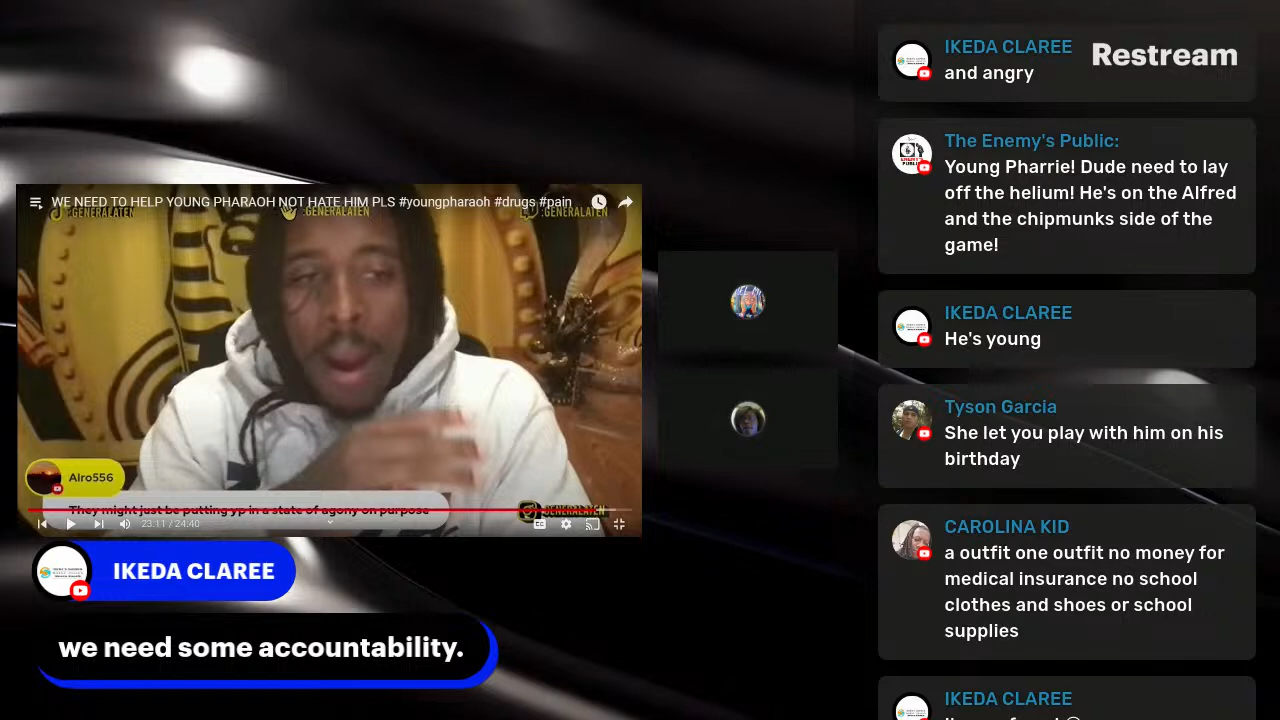 WE NEED TO HELP YOUNG PHARAOH NOT HATE HIM PLS #youngpharaoh #drugs #pain
:GENERALATEN
:GENERALATEN
:GENERALATEN
Alro556
They might just be putting yp in a state of agony on purpose
:GENERALATEN
23:11 / 24:40
CC
IKEDA CLAREE
we need some accountability.
Restream
IKEDA CLAREE
and angry
The Enemy's Public:
Young Pharrie! Dude need to lay
off the helium! He's on the Alfred
and the chipmunks side of the
game!
IKEDA CLAREE
He's young
Tyson Garcia
She let you play with him on his
birthday
CAROLINA KID
a outfit one outfit no money for
medical insurance no school
clothes and shoes or school
supplies
IKEDA CLAREE